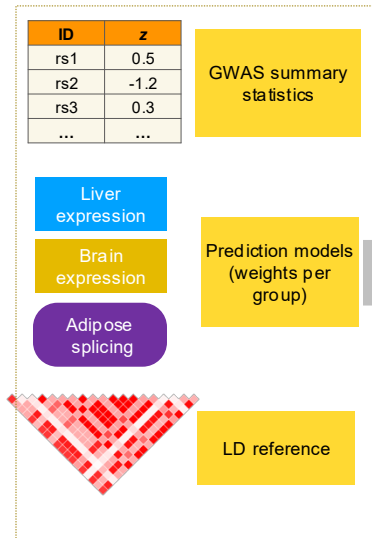 ID z
rs1 0.5
rs2 -1.2
rs3 0.3
... ...
GWAS summary
statistics
Liver
expression
Brain
expression
Adipose
splicing
Prediction models
(weights per
group)
LD reference